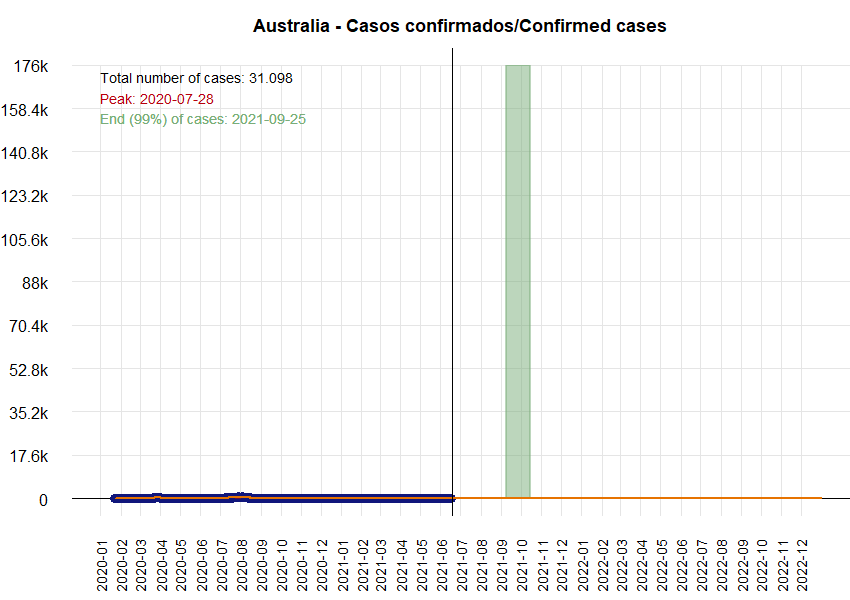 Australia - Casos confirmados/Confirmed cases
Total number of cases: 31.098
Peak: 2020-07-28
End (99%) of cases: 2021-09-25
176k
158.4k
140.8k
123.2k
105.6k
88k
70.4k
52.8k
35.2k
17.6k
0
2020-01
2020-02
2020-03
2020-04
2020-05
2020-06
2020-07
2020-08
2020-09
2020-10
2020-11
2020-12
2021-01
2021-02
2021-03
2021-04
2021-05
2021-06
2021-07
2021-08
2021-09
2021-10
2021-11
2021-12
2022-01
2022-02
2022-03
2022-04
2022-05
2022-06
2022-07
2022-08
2022-09
2022-10
2022-11
2022-12